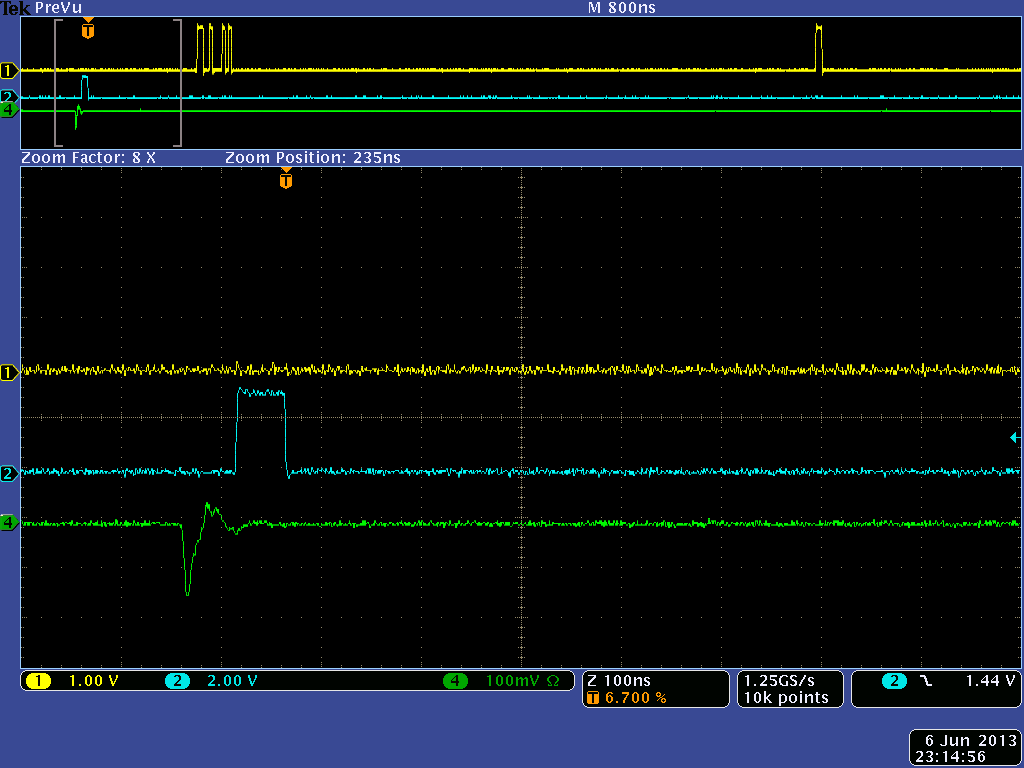 Tek PreVu M 800ns
T
1
2
4
Zoom Factor: 8 X Zoom Position: 235ns
T
1
2
4
1 1.00 V 2 2.00 V 4 100mV Ω
Z 100ns
T 6.700 %
1.25GS/s
10k points
2 1.44 V
6 Jun 2013
23:14:56